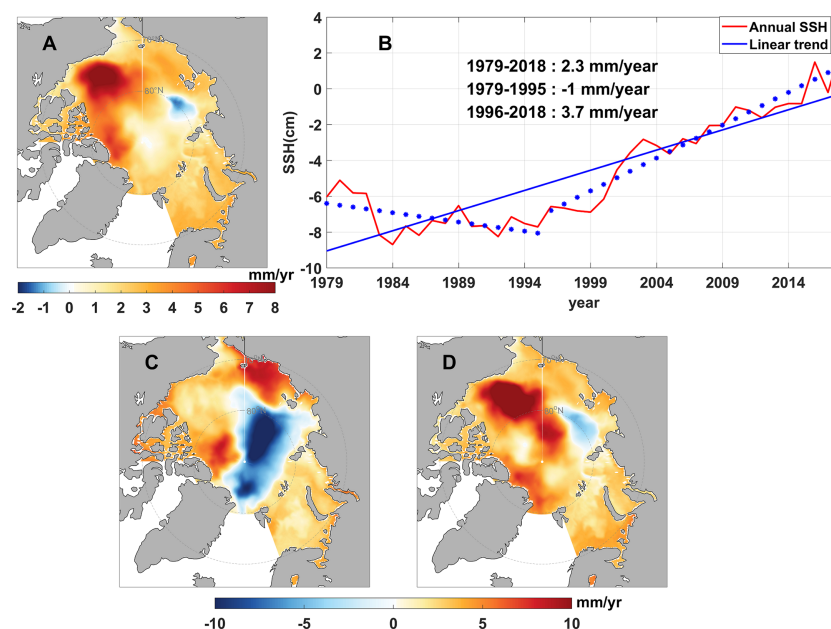 A
70°N
80°N
mm/yr
-2 -1 0 1 2 3 4 5 6 7 8
B
Annual SSH
Linear trend
1979-2018 : 2.3 mm/year
1979-1995 : -1 mm/year
1996-2018 : 3.7 mm/year
SSH(cm)
4
2
0
-2
-4
-6
-8
-10
1979 1984 1989 1994 1999 2004 2009 2014
year
C
70°N
80°N
D
70°N
80°N
mm/yr
-10 -5 0 5 10